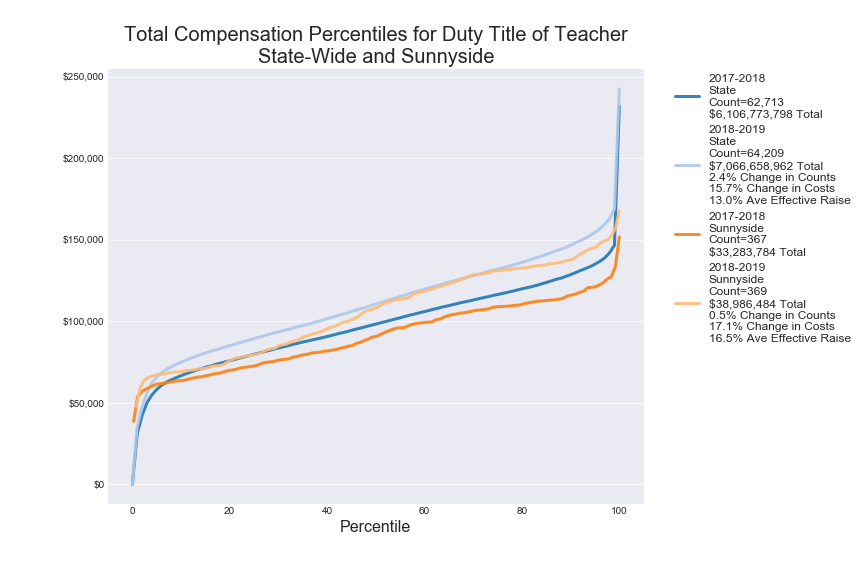 Total Compensation Percentiles for Duty Title of Teacher
State-Wide and Sunnyside
$250,000
$200,000
$150,000
$100,000
$50,000
$0
0
20
40
60
80
100
Percentile
2017-2018
State
Count=62,713
$6,106,773,798 Total
2018-2019
State
Count=64,209
$7,066,658,962 Total
2.4% Change in Counts
15.7% Change in Costs
13.0% Ave Effective Raise
2017-2018
Sunnyside
Count=367
$33,283,784 Total
2018-2019
Sunnyside
Count=369
$38,986,484 Total
0.5% Change in Counts
17.1% Change in Costs
16.5% Ave Effective Raise